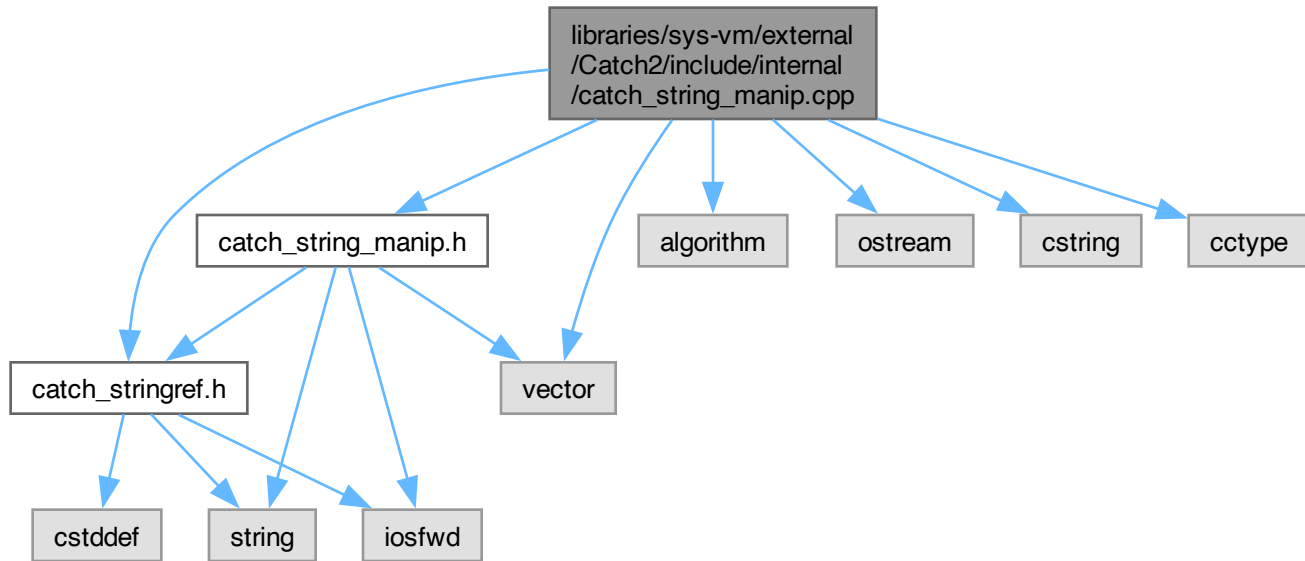 libraries/sys-vm/external
/Catch2/include/internal
/catch_string_manip.cpp
catch_string_manip.h
algorithm
ostream
cstring
cctype
catch_stringref.h
vector
cstddef
string
iosfwd